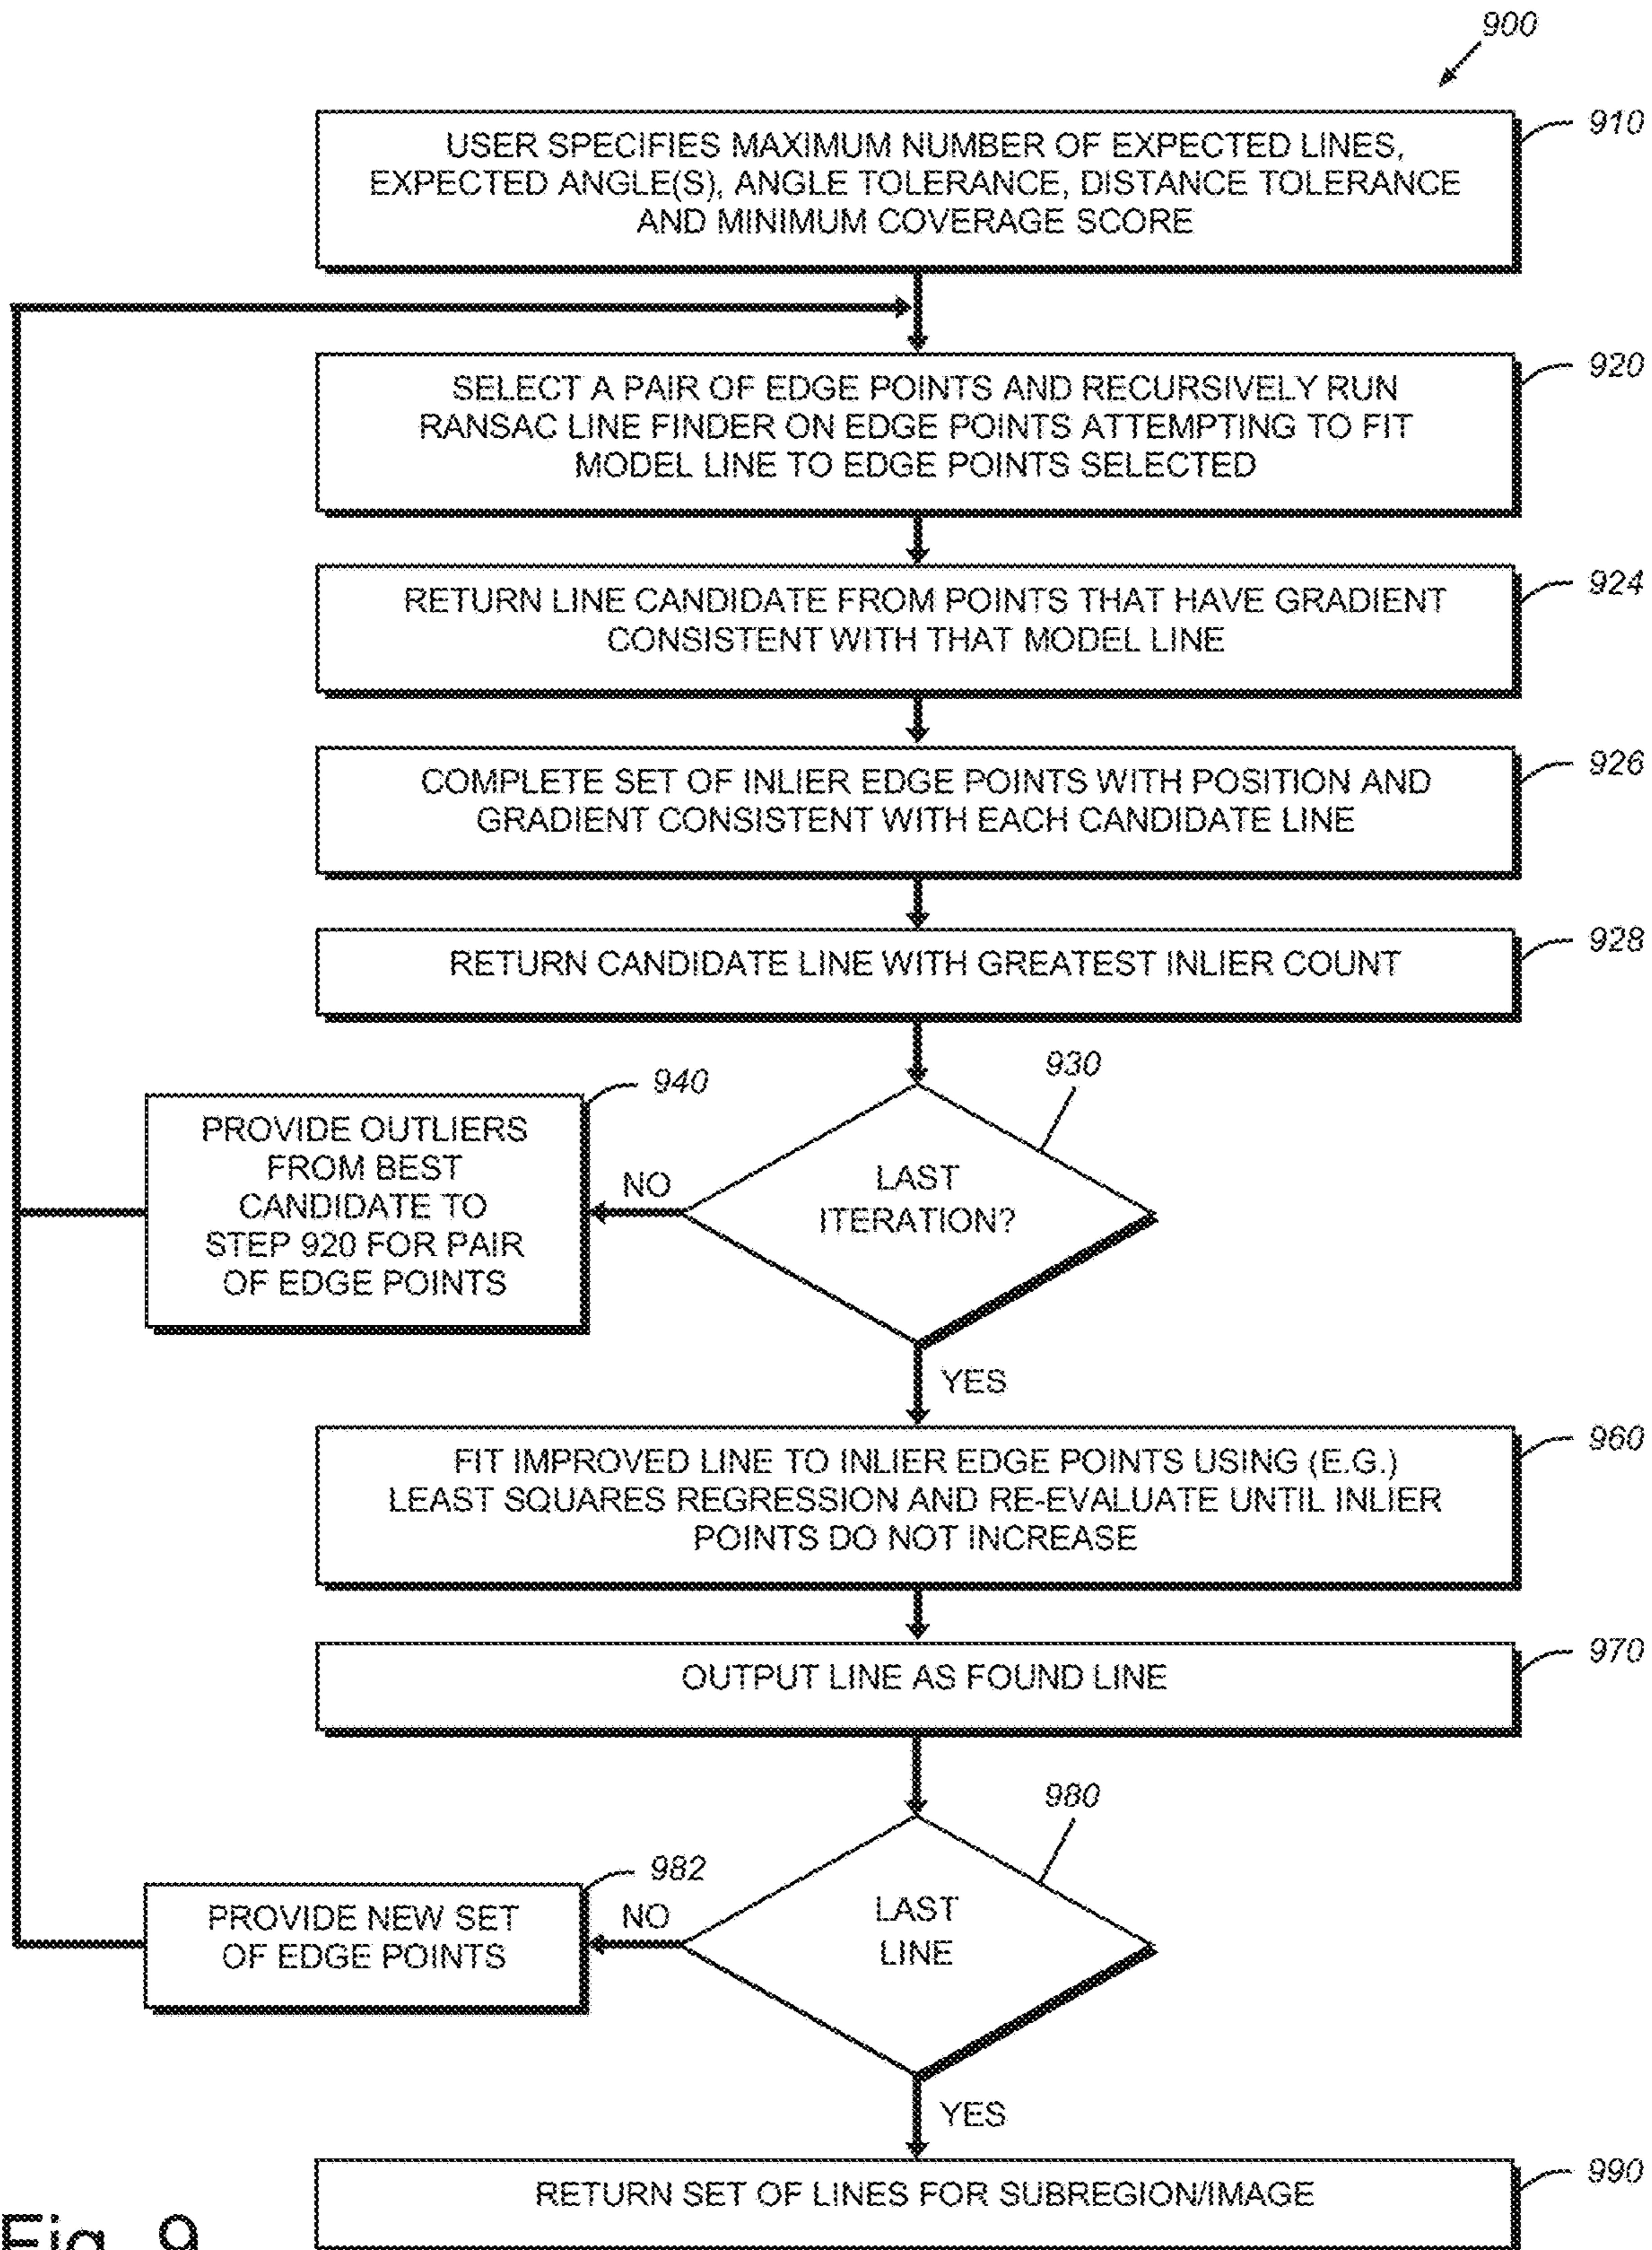 900
910
USER SPECIFIES MAXIMUM NUMBER OF EXPECTED LINES,
EXPECTED ANGLE(S), ANGLE TOLERANCE, DISTANCE TOLERANCE
AND MINIMUM COVERAGE SCORE
920
SELECT A PAIR OF EDGE POINTS AND RECURSIVELY RUN
RANSAC LINE FINDER ON EDGE POINTS ATTEMPTING TO FIT
MODEL LINE TO EDGE POINTS SELECTED
924
RETURN LINE CANDIDATE FROM POINTS THAT HAVE GRADIENT
CONSISTENT WITH THAT MODEL LINE
926
COMPLETE SET OF INLIER EDGE POINTS WITH POSITION AND
GRADIENT CONSISTENT WITH EACH CANDIDATE LINE
928
RETURN CANDIDATE LINE WITH GREATEST INLIER COUNT
930
LAST
ITERATION?
NO
940
PROVIDE OUTLIERS
FROM BEST
CANDIDATE TO
STEP 920 FOR PAIR
OF EDGE POINTS
YES
960
FIT IMPROVED LINE TO INLIER EDGE POINTS USING (E.G.)
LEAST SQUARES REGRESSION AND RE-EVALUATE UNTIL INLIER
POINTS DO NOT INCREASE
970
OUTPUT LINE AS FOUND LINE
980
LAST
LINE
NO
982
PROVIDE NEW SET
OF EDGE POINTS
YES
990
RETURN SET OF LINES FOR SUBREGION/IMAGE
Fig. 9